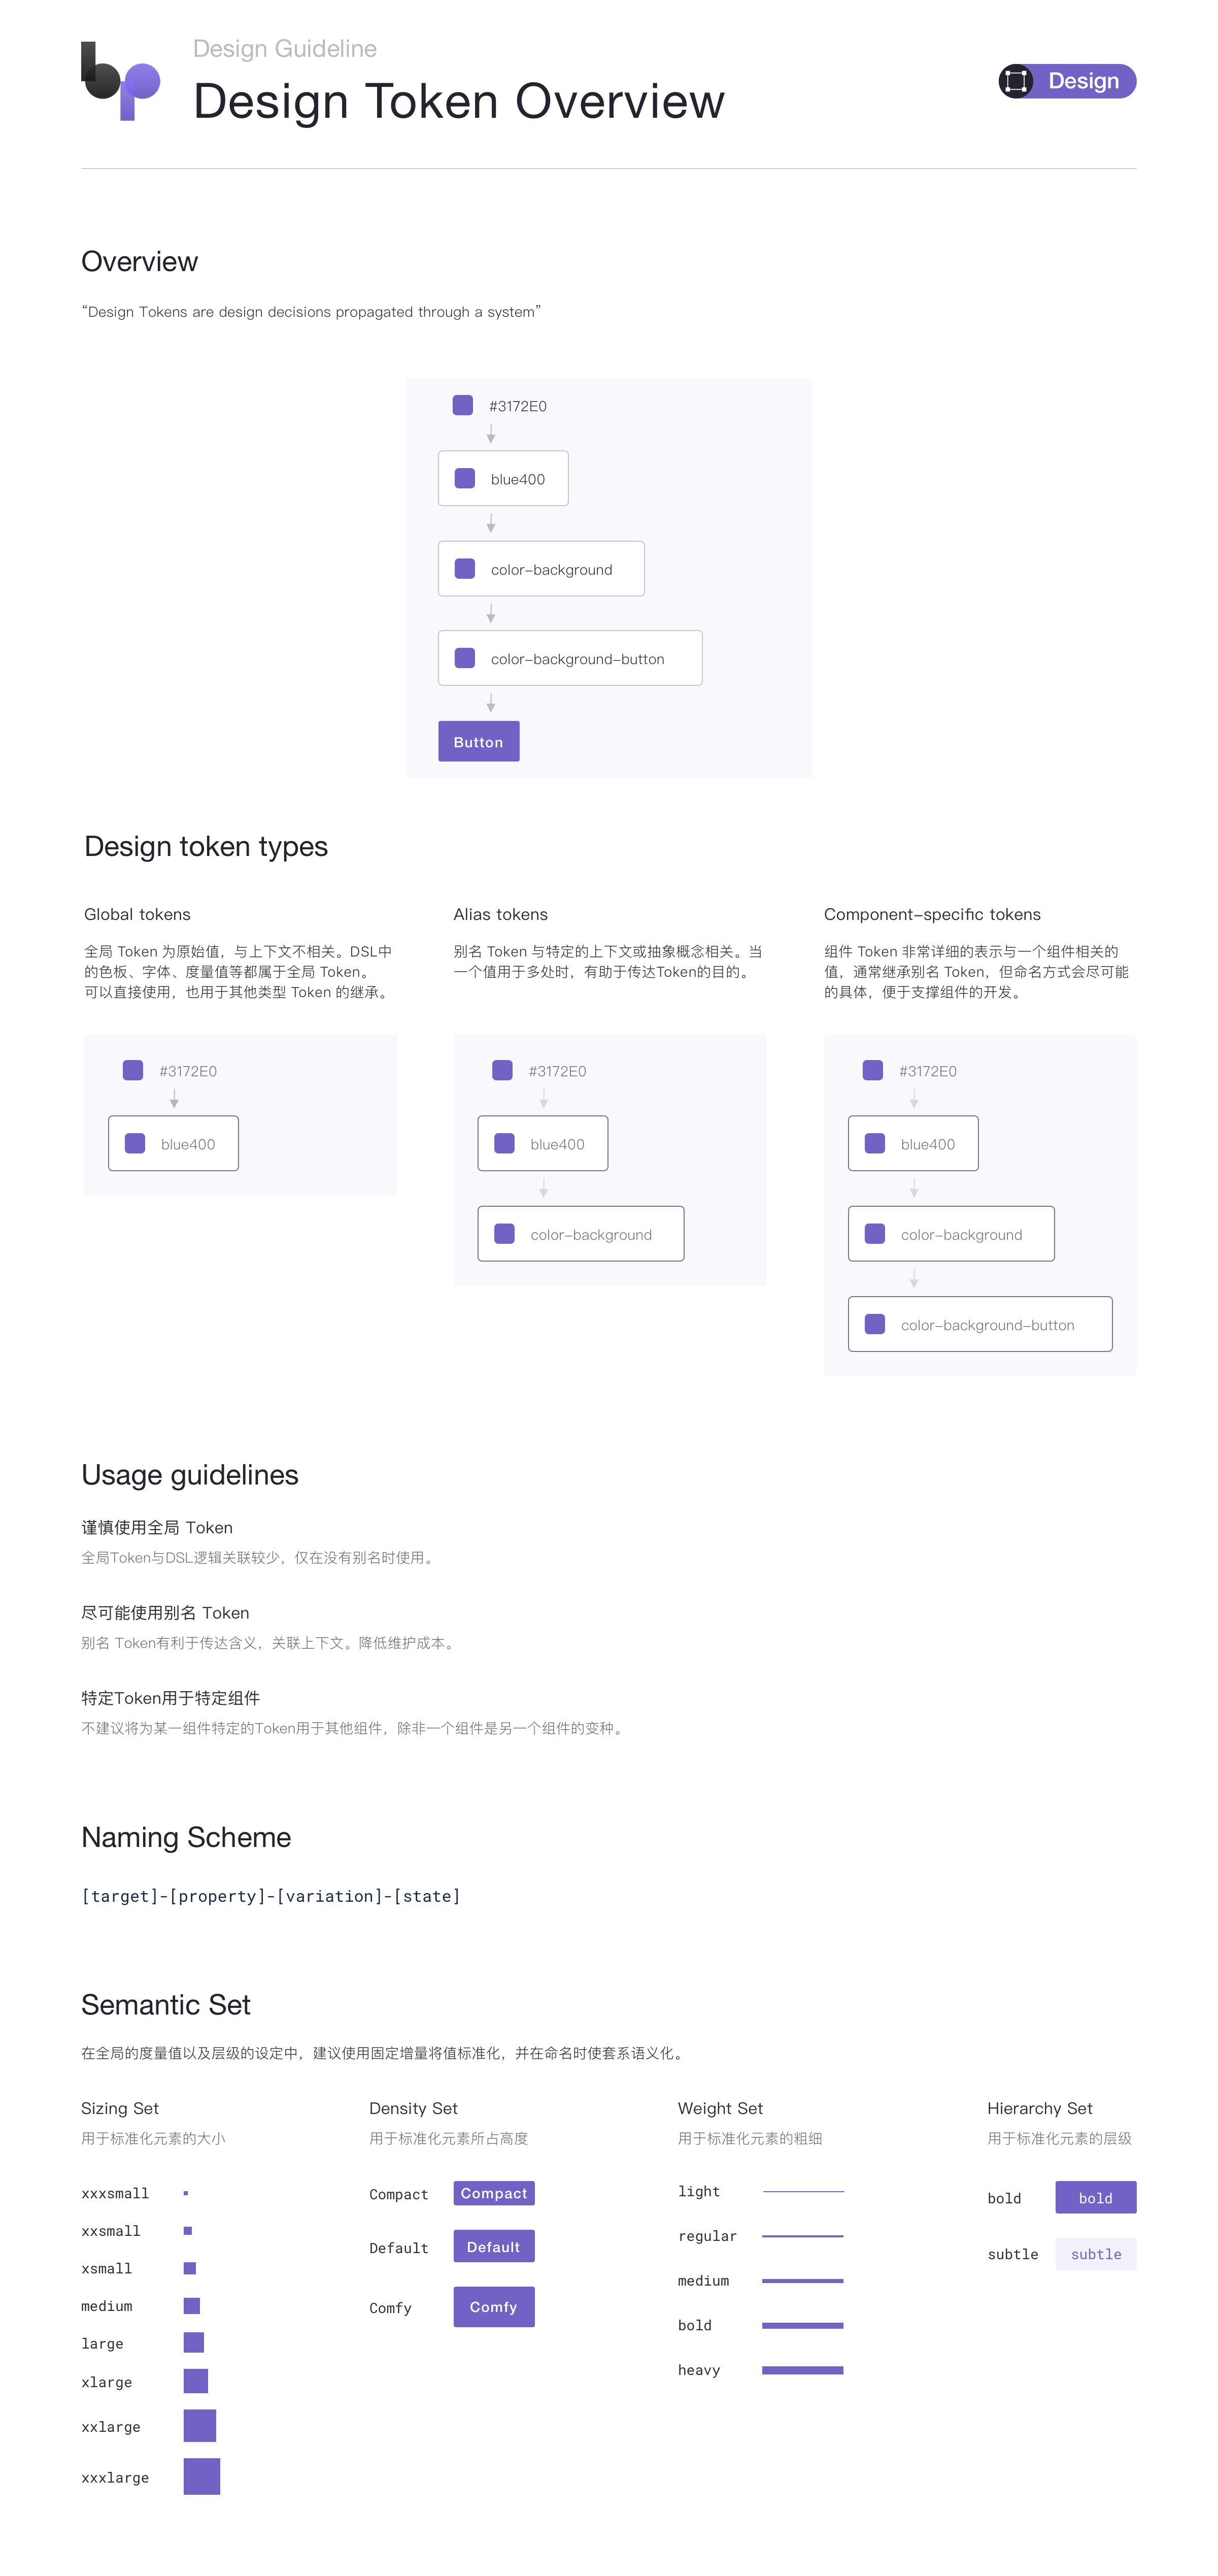 Design Guideline
Design Token Overview
Design
Overview
“Design Tokens are design decisions propagated through a system”
#3172E0
blue400
color-background
color-background-button
Button
Design token types
Global tokens
全局 Token 为原始值，与上下文不相关。DSL中
的色板、字体、度量值等都属于全局 Token。
可以直接使用，也用于其他类型 Token 的继承。
#3172E0
blue400
Alias tokens
别名 Token 与特定的上下文或抽象概念相关。当
一个值用于多处时，有助于传达Token的目的。
#3172E0
blue400
color-background
Component-specific tokens
组件 Token 非常详细的表示与一个组件相关的
值，通常继承别名 Token，但命名方式会尽可能
的具体，便于支撑组件的开发。
#3172E0
blue400
color-background
color-background-button
Usage guidelines
谨慎使用全局 Token
全局Token与DSL逻辑关联较少，仅在没有别名时使用。
尽可能使用别名 Token
别名 Token有利于传达含义，关联上下文。降低维护成本。
特定Token用于特定组件
不建议将为某一组件特定的Token用于其他组件，除非一个组件是另一个组件的变种。
Naming Scheme
[target]-[property]-[variation]-[state]
Semantic Set
在全局的度量值以及层级的设定中，建议使用固定增量将值标准化，并在命名时使套系语义化。
Sizing Set
用于标准化元素的大小
xxxsmall
xxsmall
xsmall
medium
large
xlarge
xxlarge
xxxlarge
Density Set
用于标准化元素所占高度
Compact Compact
Default Default
Comfy Comfy
Weight Set
用于标准化元素的粗细
light
regular
medium
bold
heavy
Hierarchy Set
用于标准化元素的层级
bold bold
subtle subtle